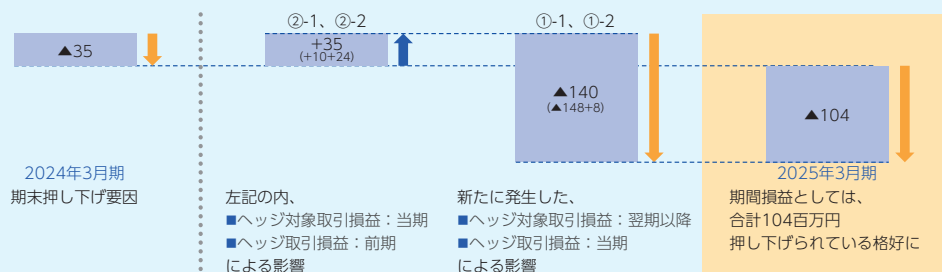 ②-1、②-2
①-1、①-2
▲35
+35
(+10+24)
▲140
(▲148+8)
▲104
2024年3月期
期末押し下げ要因
左記の内、
■ヘッジ対象取引損益：当期
■ヘッジ取引損益：前期
による影響
新たに発生した、
■ヘッジ対象取引損益：翌期以降
■ヘッジ取引損益：当期
による影響
2025年3月期
期間損益としては、
合計104百万円
押し下げられている格好に